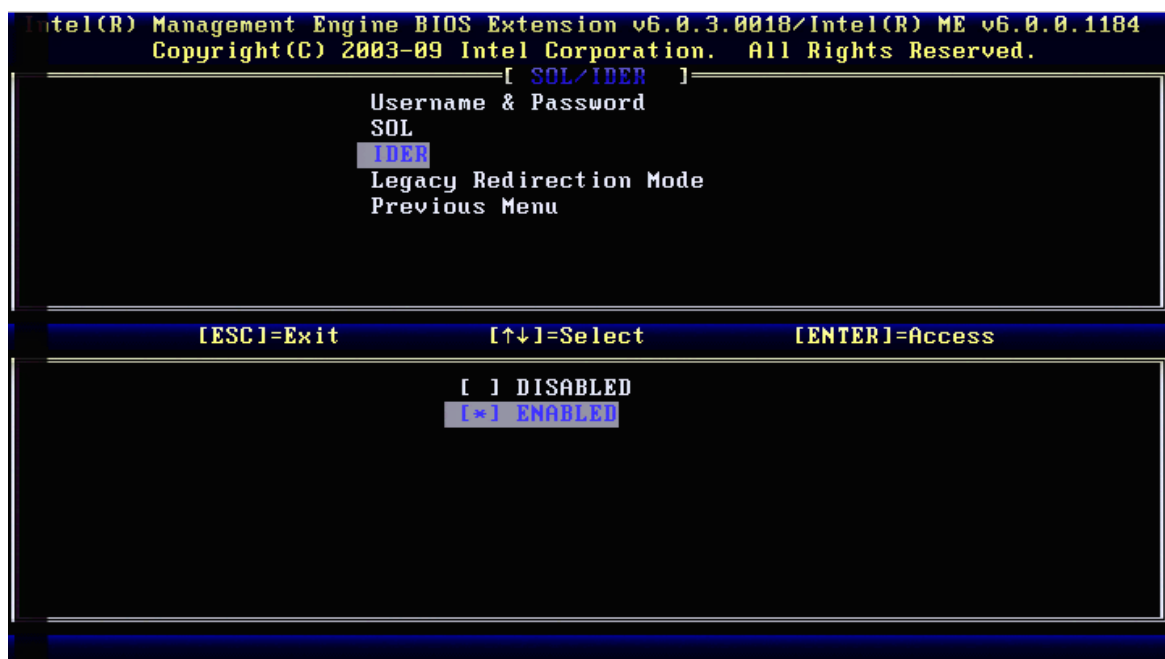 Intel(R) Management Engine BIOS Extension v6.0.3.0018/Intel(R) ME v6.0.0.1184
Copyright(C) 2003-09 Intel Corporation. All Rights Reserved.
[ SOL/IDER ]
Username & Password
SOL
IDER
Legacy Redirection Mode
Previous Menu
[ESC]=Exit [↑↓]=Select [ENTER]=Access
[ ] DISABLED
[*] ENABLED